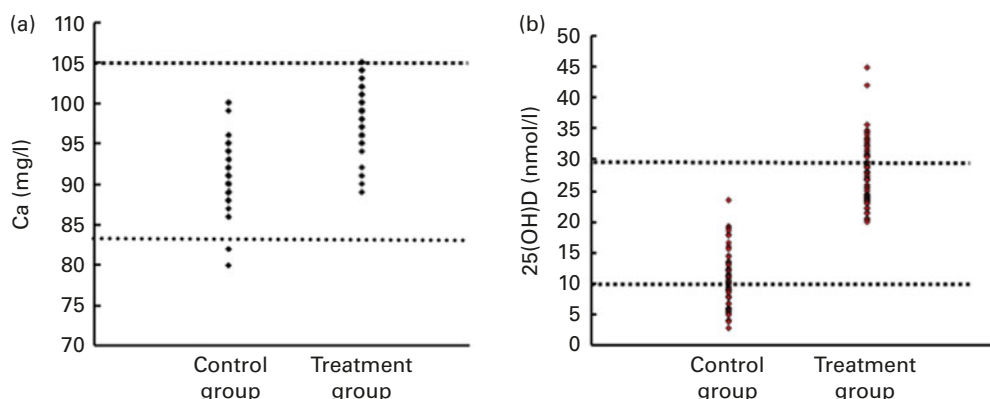 (a)
110
105
100
95
90
85
80
75
70
Ca (mg/l)
Control
group
Treatment
group
(b)
50
45
40
35
30
25
20
15
10
5
0
25(OH)D (nmol/l)
Control
group
Treatment
group